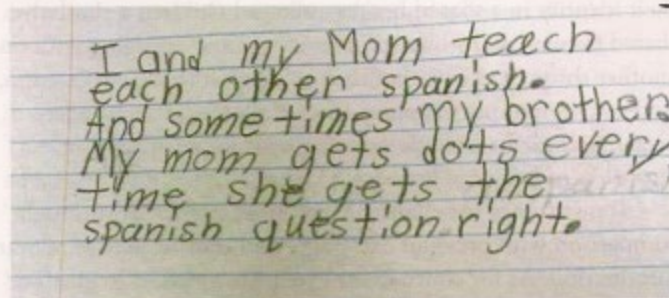 I and my Mom teach
each other spanish.
And some times my brothers
My mom gets dots every
time she gets the
spanish question right.